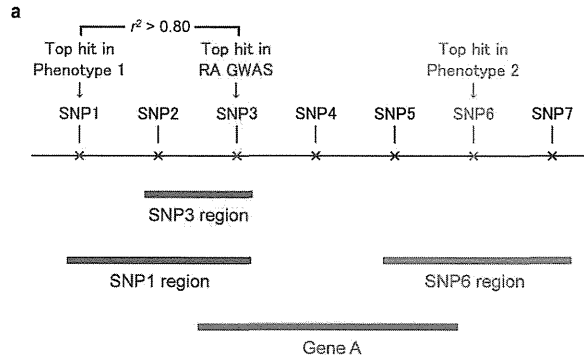 a
r² > 0.80
Top hit in Top hit in Top hit in
Phenotype 1 RA GWAS Phenotype 2
SNP1 SNP2 SNP3 SNP4 SNP5 SNP6 SNP7
SNP3 region
SNP1 region SNP6 region
Gene A